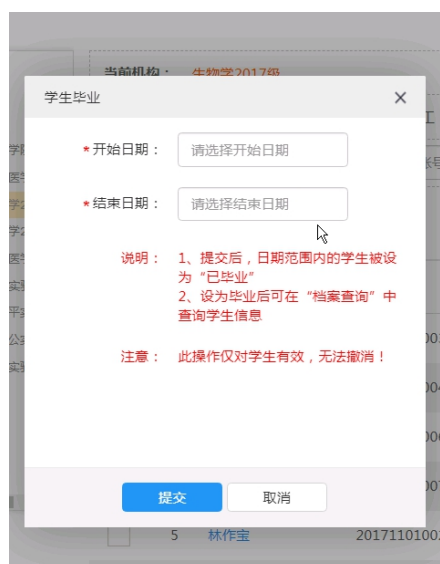 当前机构： 生物学2017级
学生毕业
工
* 开始日期： 请选择开始日期
* 结束日期： 请选择结束日期
说明： 1、提交后，日期范围内的学生被设
为“已毕业”
2、设为毕业后可在“档案查询”中
查询学生信息
注意： 此操作仅对学生有效，无法撤消！
提交 取消
5 林作宝 2017110100